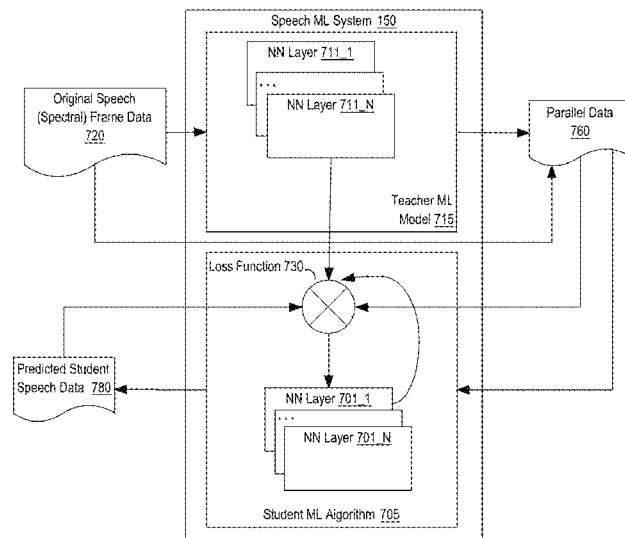 Speech ML System 150
NN Layer 711_1
...
NN Layer 711_N
Original Speech
(Spectral) Frame Data
720
Parallel Data
760
Teacher ML
Model 715
Loss Function 730
Predicted Student
Speech Data
780
NN Layer 701_1
...
NN Layer 701_N
Student ML Algorithm 705